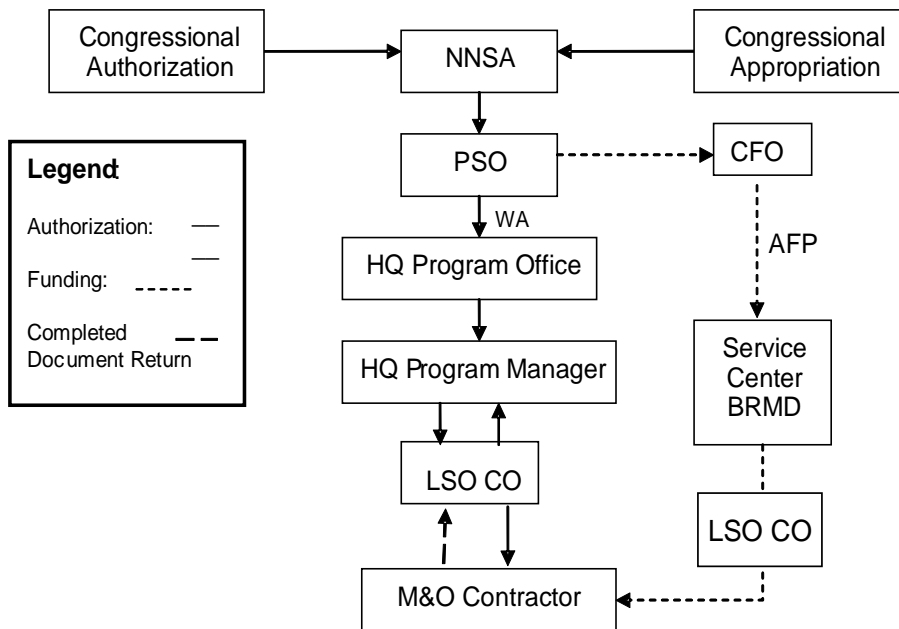 Congressional
Authorization
NNSA
Congressional
Appropriation
PSO
CFO
WA
AFP
HQ Program Office
HQ Program Manager
Service
Center
BRMD
LSO CO
LSO CO
M&O Contractor
Legend:
Authorization:
Funding:
Completed
Document Return